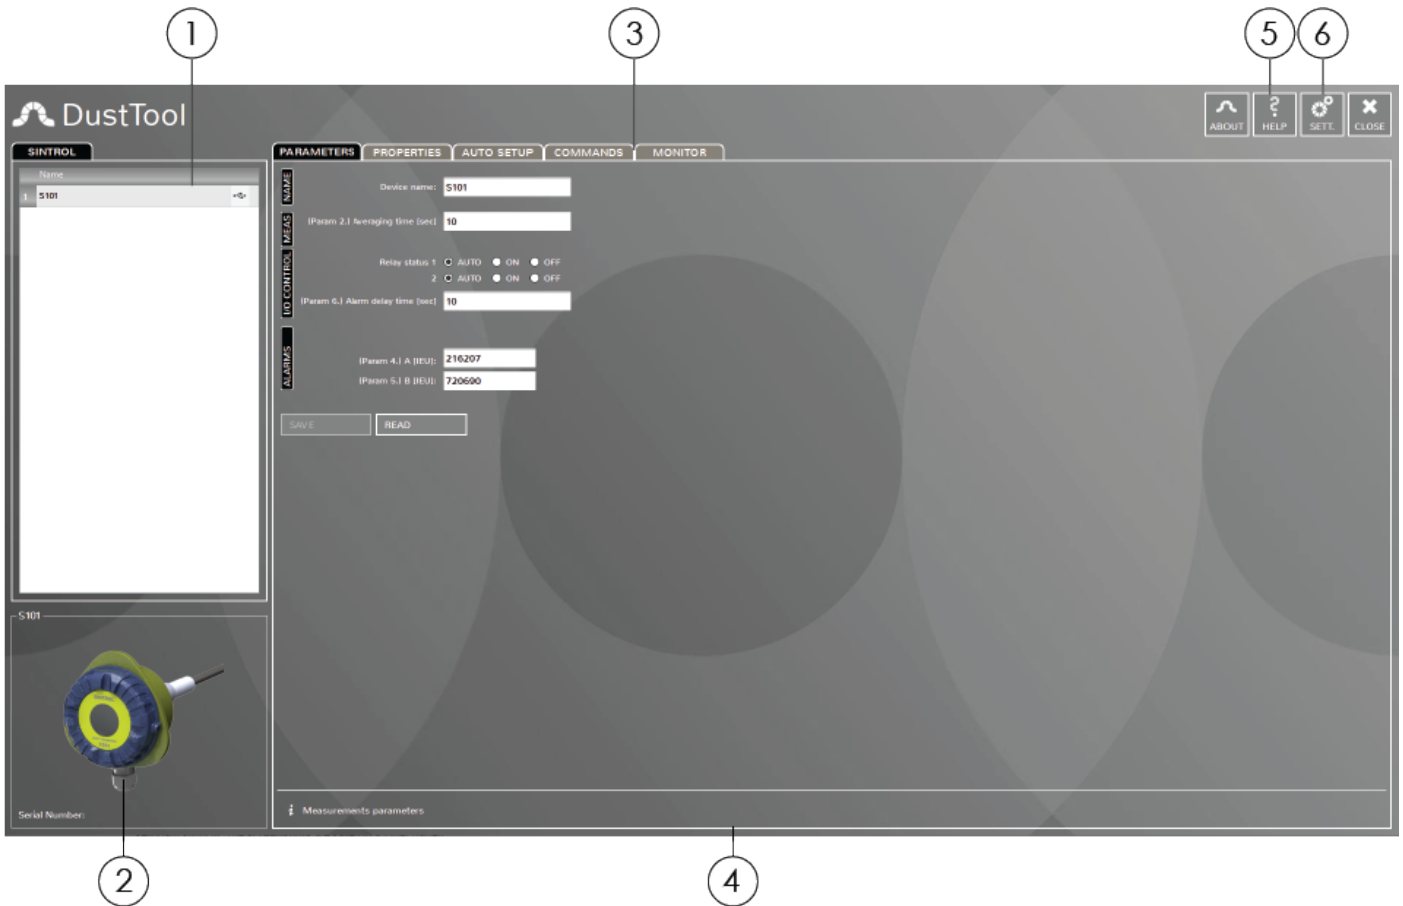 1 3 5 6
DustTool
ABOUT HELP SETT. CLOSE
SINTROL
PARAMETERS PROPERTIES AUTO SETUP COMMANDS MONITOR
Name
1 S101
NAME
Device name: S101
MEAS
(Param 2.) Averaging time [sec] 10
I/O CONTROL
Relay status 1 AUTO ON OFF
2 AUTO ON OFF
(Param 6.) Alarm delay time [sec] 10
ALARMS
(Param 4.) A [IEU]: 216207
(Param 5.) B [IEU]: 720690
SAVE READ
S101
Serial Number:
i Measurements parameters
2 4